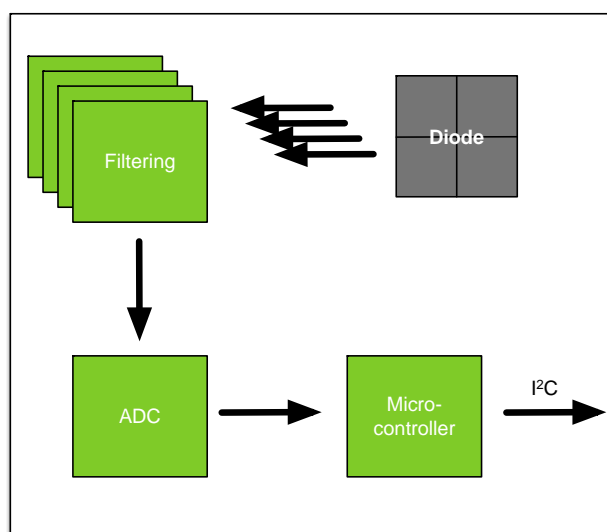 Filtering
Diode
ADC
Micro-
controller
I²C